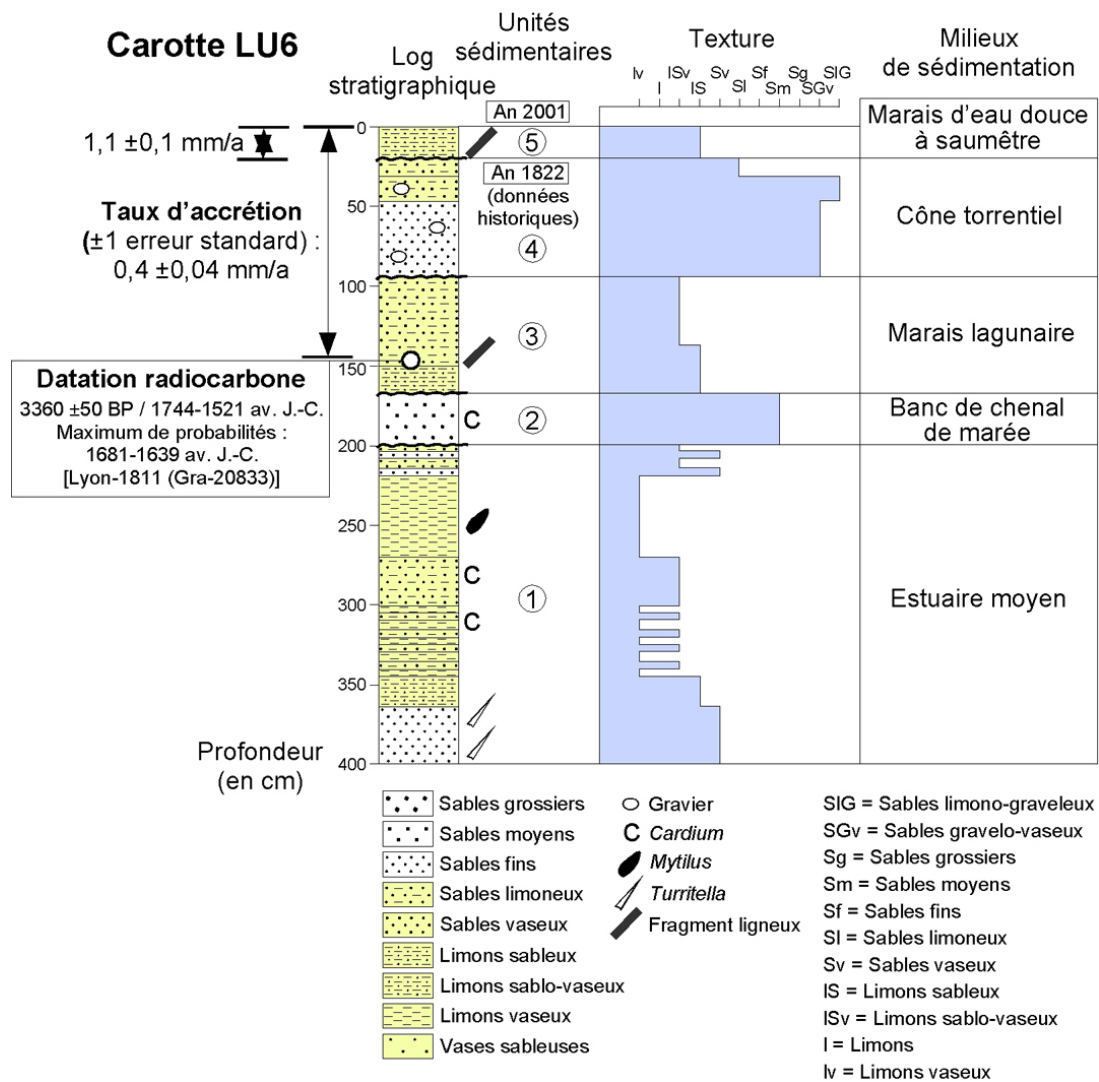 Carotte LU6
Log
stratigraphique
Unités
sédimentaires
Texture
Milieux
de sédimentation
lv
l
lSv
lS
Sv
Sl
Sf
Sm
Sg
SGv
SlG
1,1 ±0,1 mm/a
Taux d’accrétion
(±1 erreur standard) :
0,4 ±0,04 mm/a
Datation radiocarbone
3360 ±50 BP / 1744-1521 av. J.-C.
Maximum de probabilités :
1681-1639 av. J.-C.
[Lyon-1811 (Gra-20833)]
0
50
100
150
200
250
300
350
400
Profondeur
(en cm)
An 2001
5
An 1822
(données
historiques)
4
3
C
2
C
C
1
Marais d’eau douce
à saumêtre
Cône torrentiel
Marais lagunaire
Banc de chenal
de marée
Estuaire moyen
Sables grossiers
Sables moyens
Sables fins
Sables limoneux
Sables vaseux
Limons sableux
Limons sablo-vaseux
Limons vaseux
Vases sableuses
Gravier
C Cardium
Mytilus
Turritella
Fragment ligneux
SlG = Sables limono-graveleux
SGv = Sables gravelo-vaseux
Sg = Sables grossiers
Sm = Sables moyens
Sf = Sables fins
Sl = Sables limoneux
Sv = Sables vaseux
lS = Limons sableux
lSv = Limons sablo-vaseux
l = Limons
lv = Limons vaseux